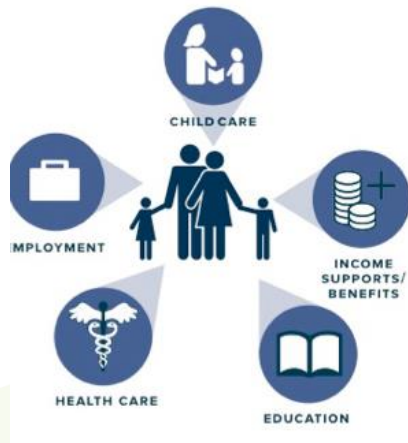 CHILD CARE
MPLOYMENT
INCOME
SUPPORTS/
BENEFITS
HEALTH CARE
EDUCATION